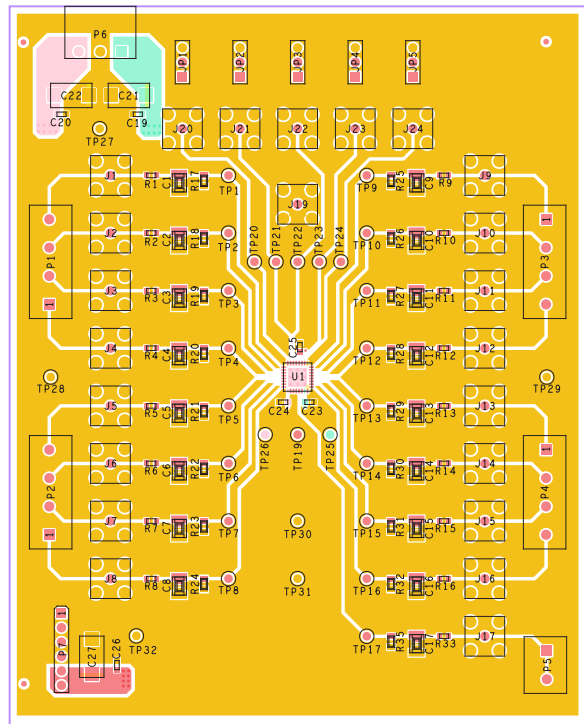 P6
JP1 JP2 JP3 JP4 JP5
C22 C21
C20 C19
TP27
J20 J21 J22 J23 J24
J1 R1 C1 R17 TP1 TP9 R25 C9 R9 J9
J19
J2 R2 C2 R18 TP2 TP20 TP21 TP22 TP23 TP24 TP10 R26 C10 R10 J10
P1 1 P3 1
J3 R3 C3 R19 TP3 TP11 R27 C11 R11 J11
J4 R4 C4 R20 TP4 C25 TP12 R28 C12 R12 J12
TP28 U1 TP29
J5 R5 C5 R21 TP5 C24 C23 TP13 R29 C13 R13 J13
TP26 TP19 TP25
J6 R6 C6 R22 TP6 TP14 R30 C14 R14 J14
P2 1 P4 1
J7 R7 C7 R23 TP7 TP30 TP15 R31 C15 R15 J15
J8 R8 C8 R24 TP8 TP31 TP16 R32 C16 R16 J16
P7 1 C27 C26 TP32 TP17 R35 C17 R33 J17
P5